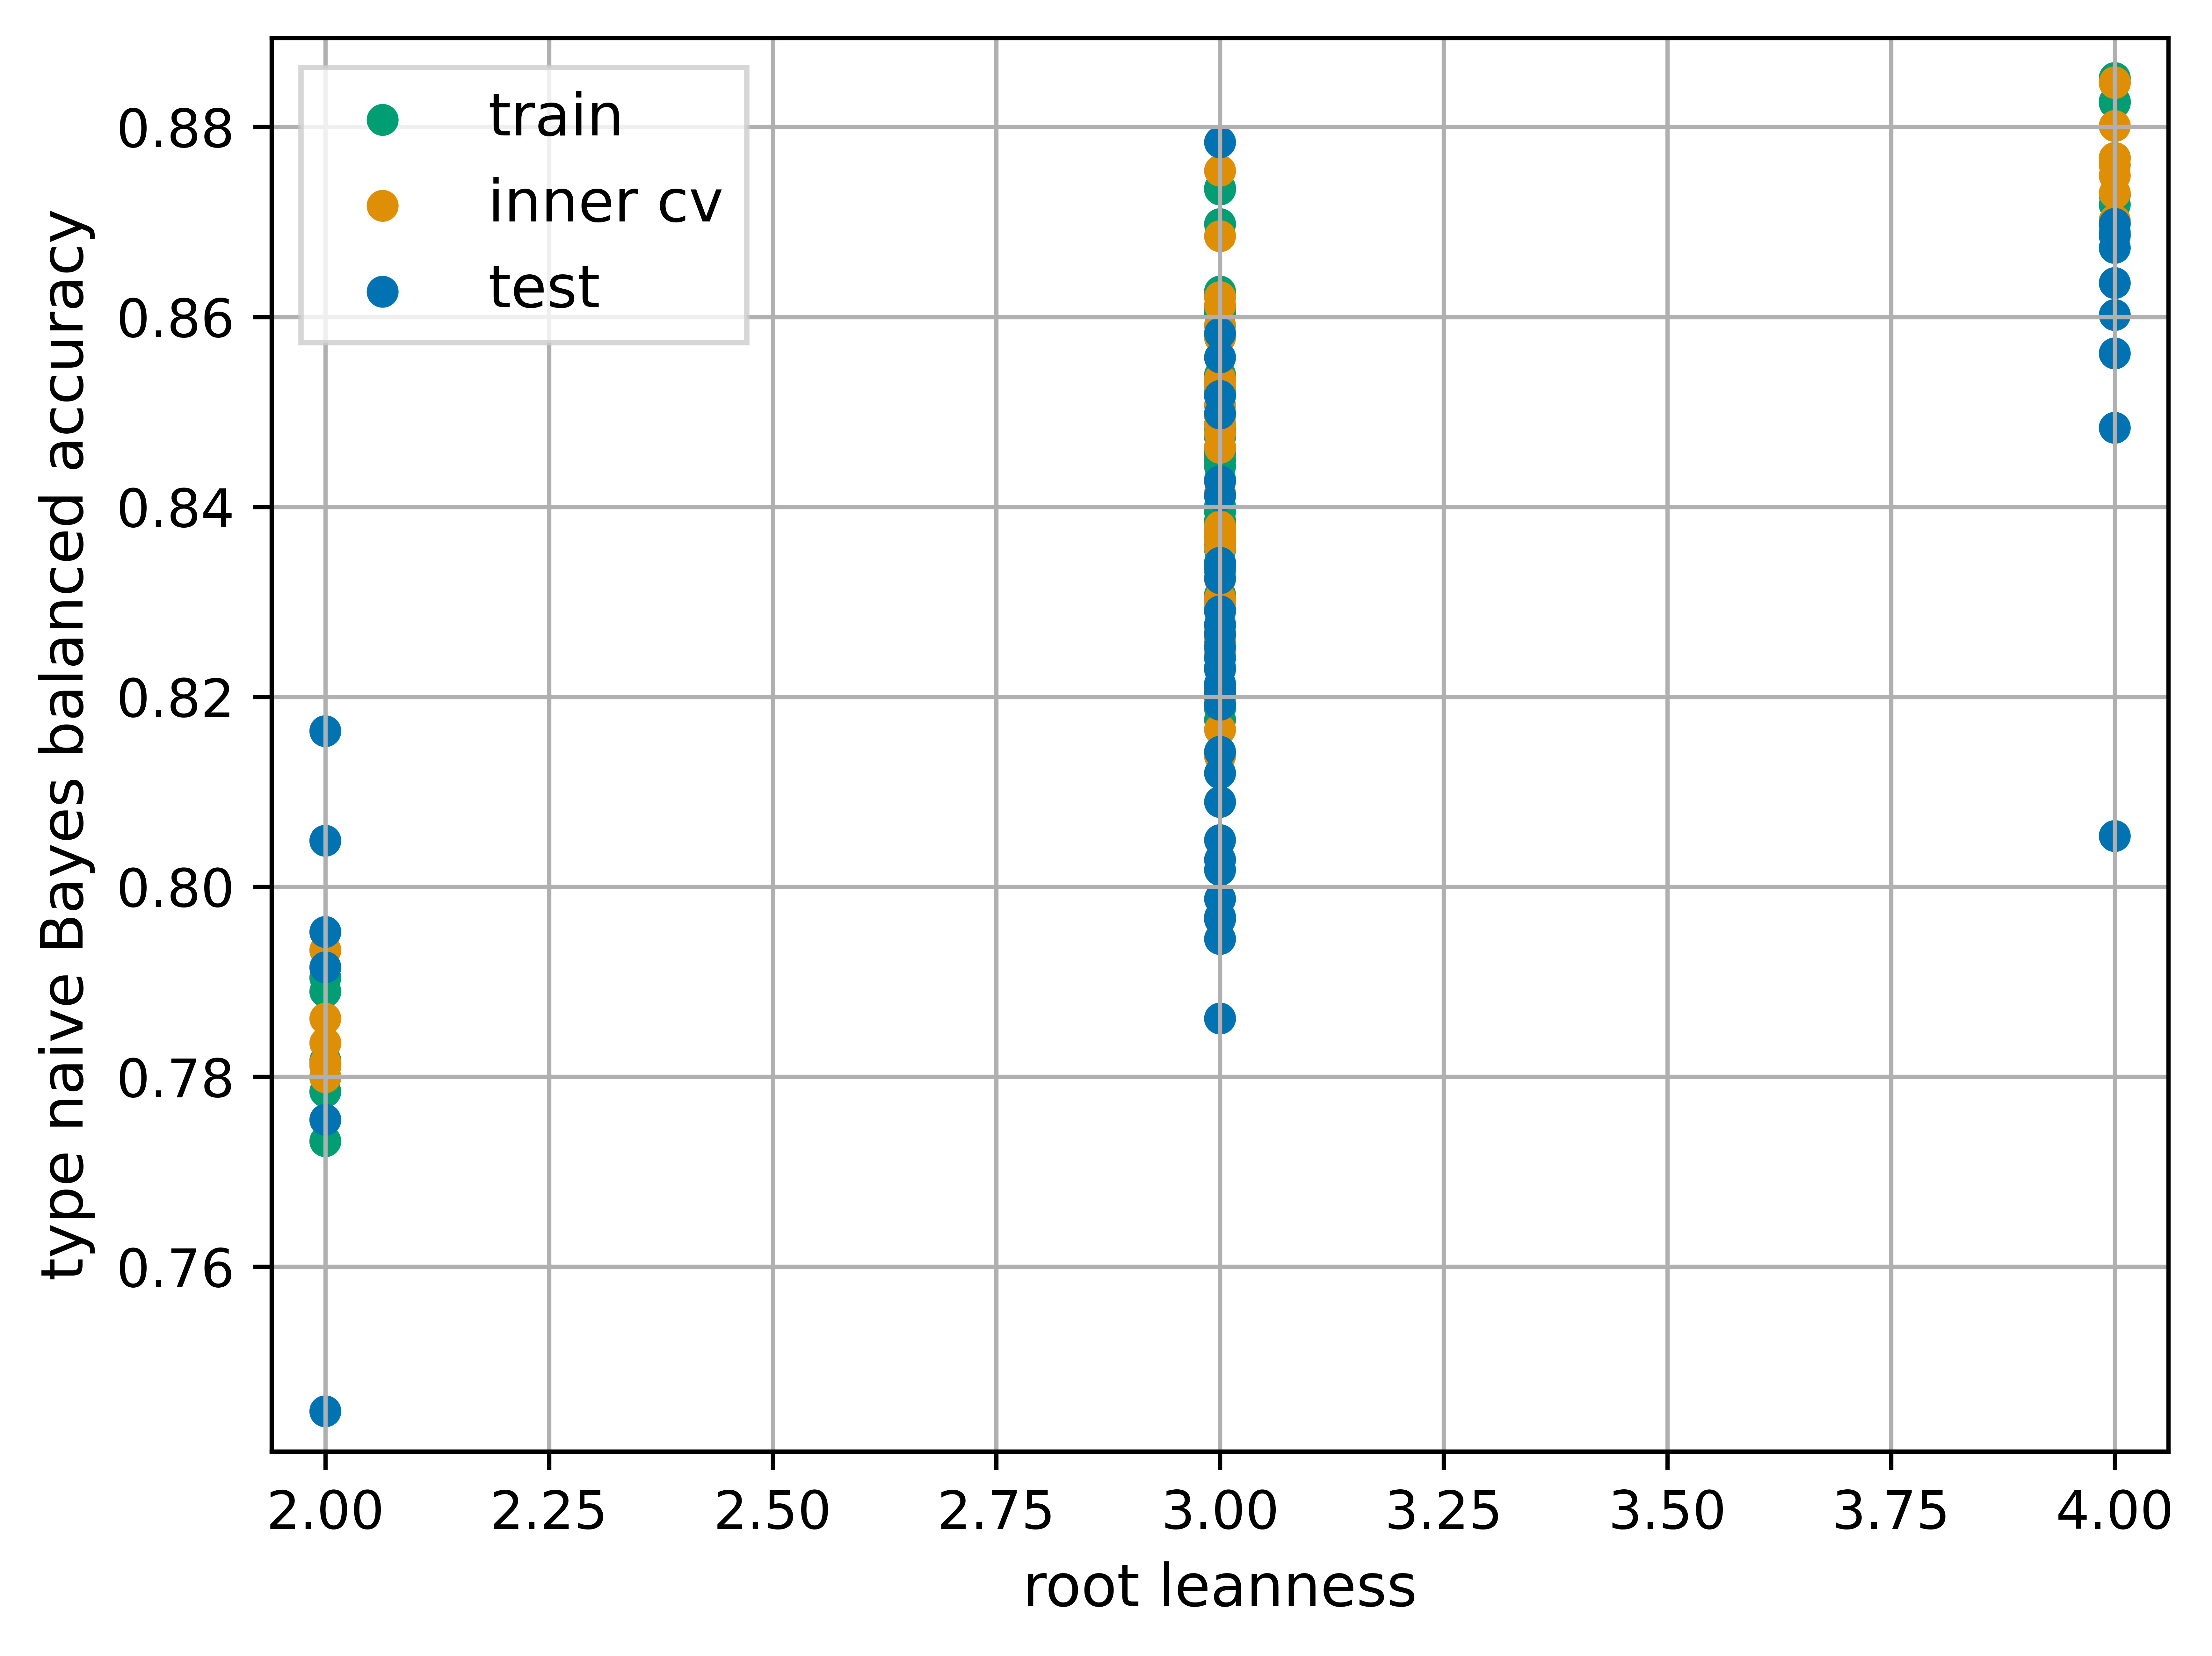 train
inner cv
test
0.88
0.86
0.84
0.82
0.80
0.78
0.76
type naive Bayes balanced accuracy
2.00 2.25 2.50 2.75 3.00 3.25 3.50 3.75 4.00
root leanness